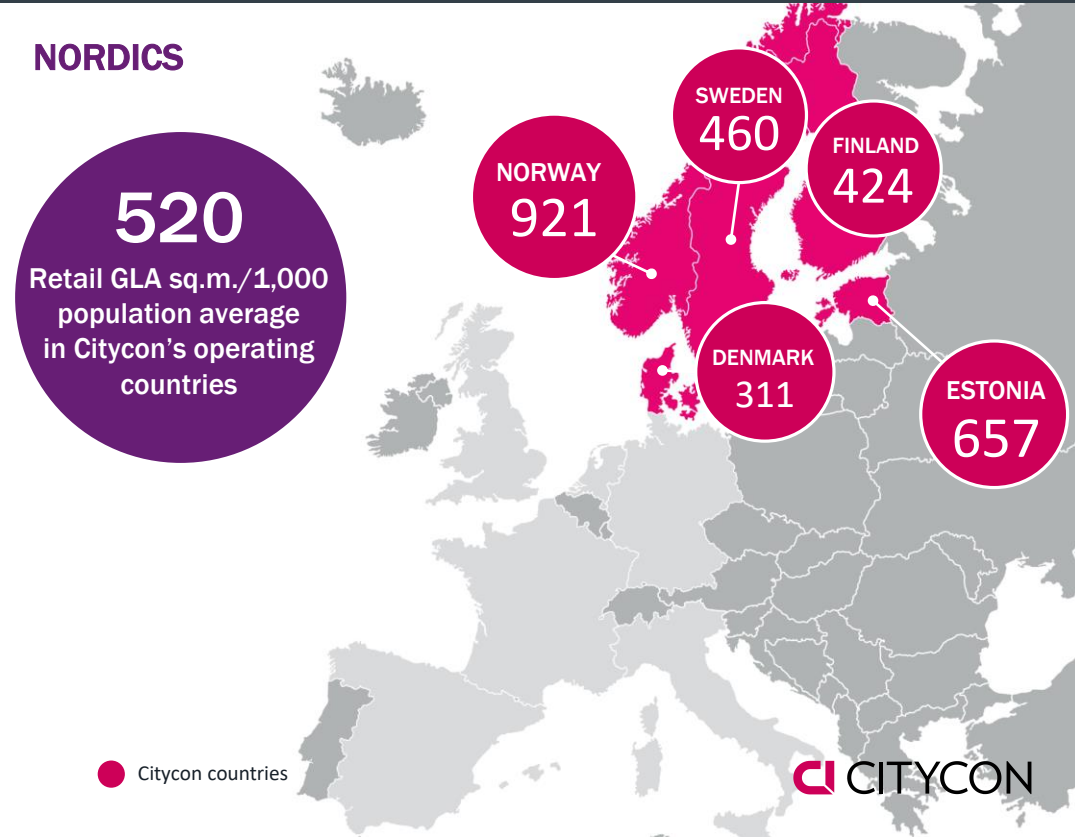 NORDICS
520
Retail GLA sq.m./1,000
population average
in Citycon's operating
countries
NORWAY
921
SWEDEN
460
FINLAND
424
DENMARK
311
ESTONIA
657
Citycon countries
CITYCON